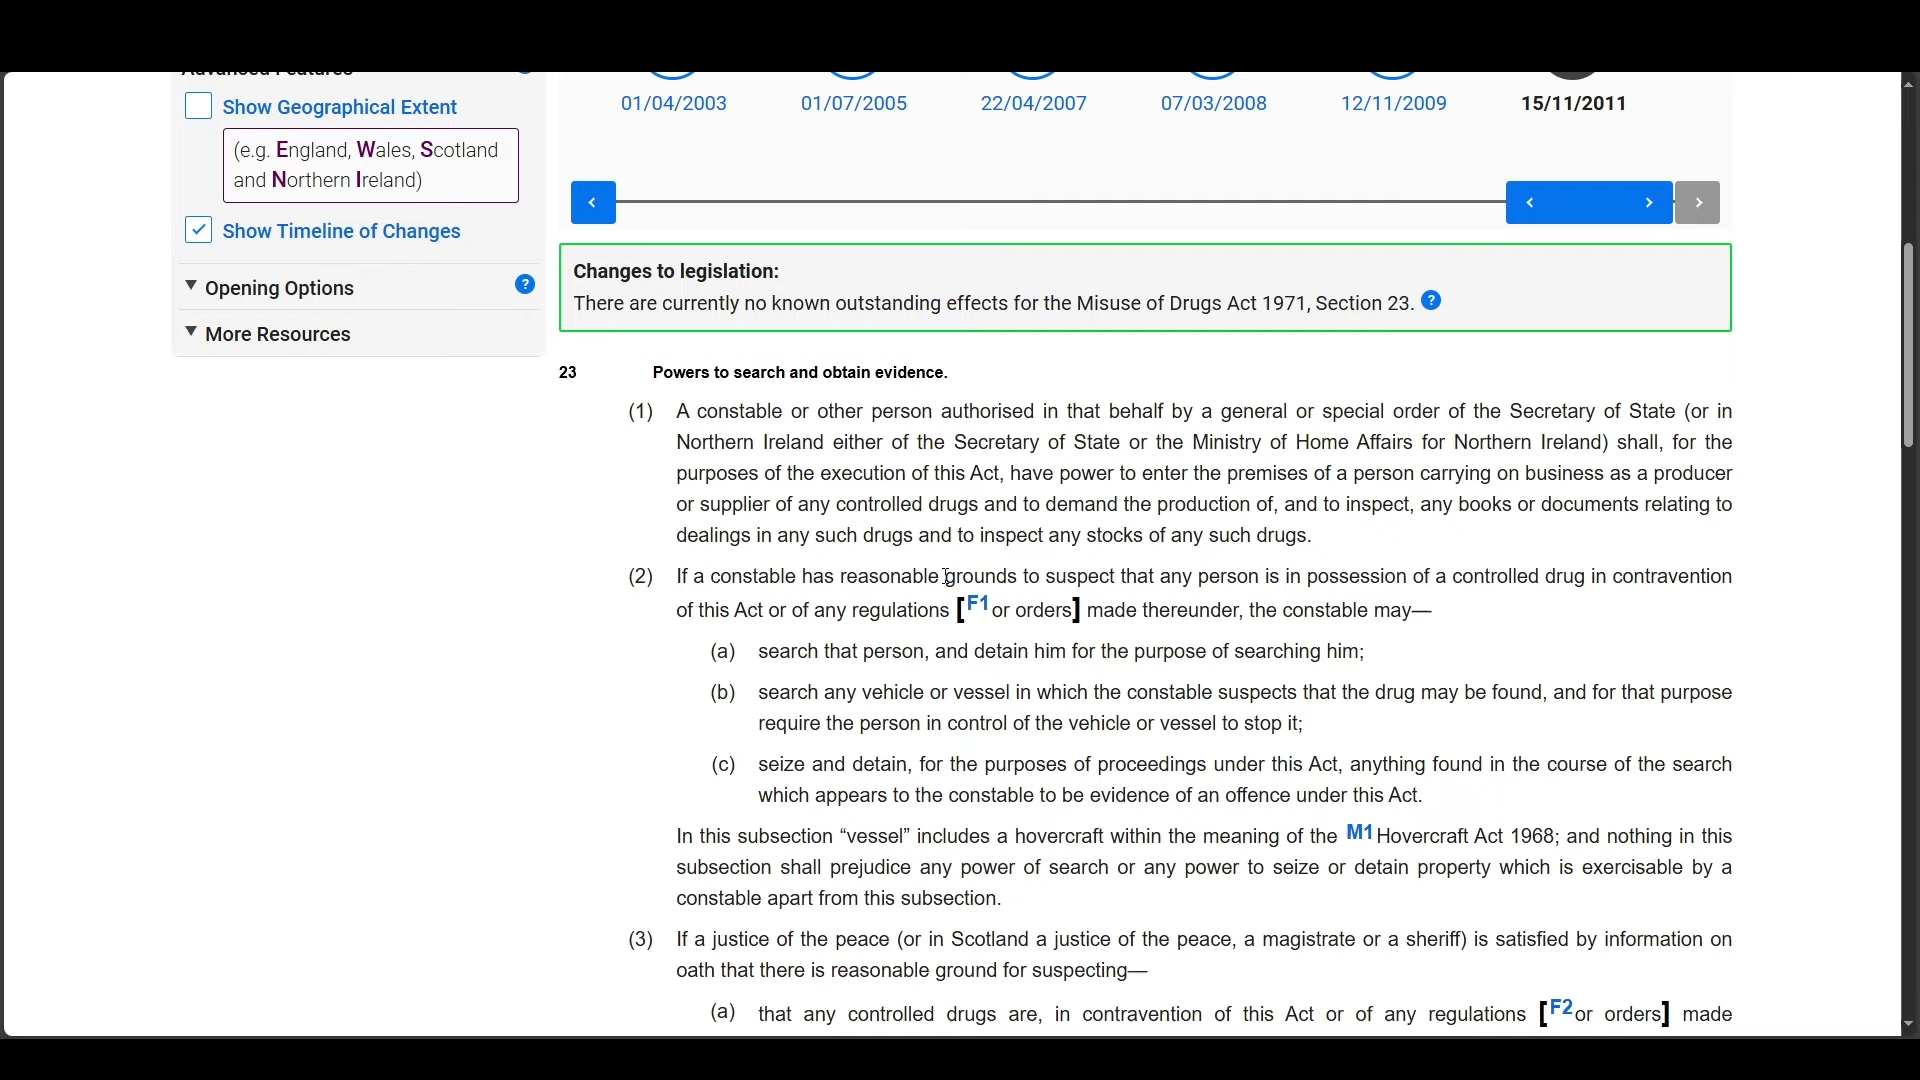 Advanced Features
Show Geographical Extent
(e.g. England, Wales, Scotland
and Northern Ireland)
Show Timeline of Changes
Opening Options
?
More Resources
01/04/2003 01/07/2005 22/04/2007 07/03/2008 12/11/2009 15/11/2011
Changes to legislation:
There are currently no known outstanding effects for the Misuse of Drugs Act 1971, Section 23. ?
23 Powers to search and obtain evidence.
(1) A constable or other person authorised in that behalf by a general or special order of the Secretary of State (or in
Northern Ireland either of the Secretary of State or the Ministry of Home Affairs for Northern Ireland) shall, for the
purposes of the execution of this Act, have power to enter the premises of a person carrying on business as a producer
or supplier of any controlled drugs and to demand the production of, and to inspect, any books or documents relating to
dealings in any such drugs and to inspect any stocks of any such drugs.
(2) If a constable has reasonable grounds to suspect that any person is in possession of a controlled drug in contravention
of this Act or of any regulations [F1 or orders] made thereunder, the constable may—
(a) search that person, and detain him for the purpose of searching him;
(b) search any vehicle or vessel in which the constable suspects that the drug may be found, and for that purpose
require the person in control of the vehicle or vessel to stop it;
(c) seize and detain, for the purposes of proceedings under this Act, anything found in the course of the search
which appears to the constable to be evidence of an offence under this Act.
In this subsection “vessel” includes a hovercraft within the meaning of the M1 Hovercraft Act 1968; and nothing in this
subsection shall prejudice any power of search or any power to seize or detain property which is exercisable by a
constable apart from this subsection.
(3) If a justice of the peace (or in Scotland a justice of the peace, a magistrate or a sheriff) is satisfied by information on
oath that there is reasonable ground for suspecting—
(a) that any controlled drugs are, in contravention of this Act or of any regulations [F2 or orders] made